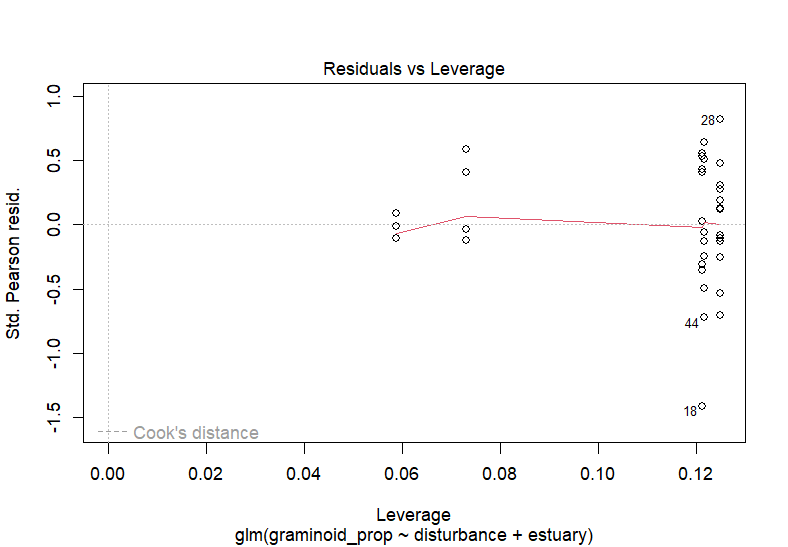 Residuals vs Leverage
Std. Pearson resid.
1.0
0.5
0.0
-0.5
-1.0
-1.5
28
44
18
Cook's distance
0.00 0.02 0.04 0.06 0.08 0.10 0.12
Leverage
glm(graminoid_prop ~ disturbance + estuary)